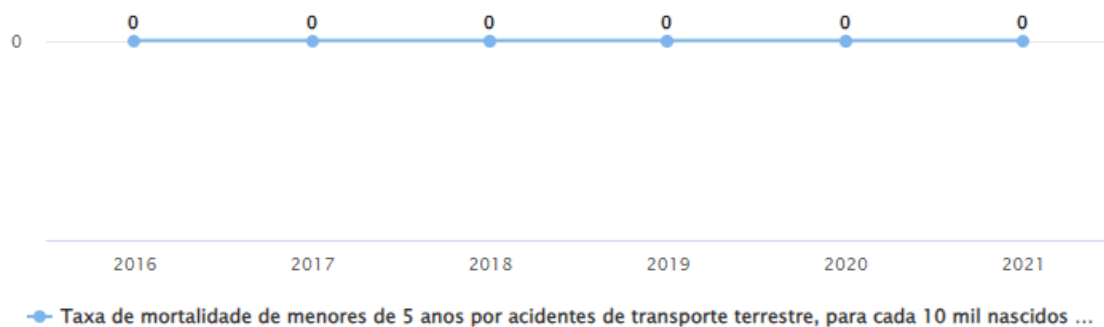 0 0 0 0 0 0
0
2016 2017 2018 2019 2020 2021
Taxa de mortalidade de menores de 5 anos por acidentes de transporte terrestre, para cada 10 mil nascidos ...